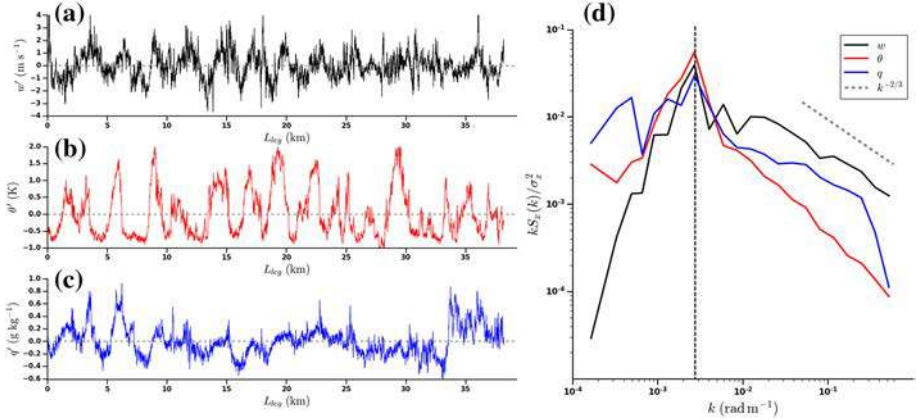 (a)
w′ (m s⁻¹)
4
3
2
1
0
−1
−2
−3
−4
0 5 10 15 20 25 30 35
L_leg (km)
(b)
θ′ (K)
2.0
1.5
1.0
0.5
0.0
−0.5
−1.0
0 5 10 15 20 25 30 35
L_leg (km)
(c)
q′ (g kg⁻¹)
1.0
0.8
0.6
0.4
0.2
0.0
−0.2
−0.4
−0.6
0 5 10 15 20 25 30 35
L_leg (km)
(d)
kS_x(k)/σ_x²
10⁻¹
10⁻²
10⁻³
10⁻⁴
10⁻⁴ 10⁻³ 10⁻² 10⁻¹
k (rad m⁻¹)
w
θ
q
k^(−2/3)